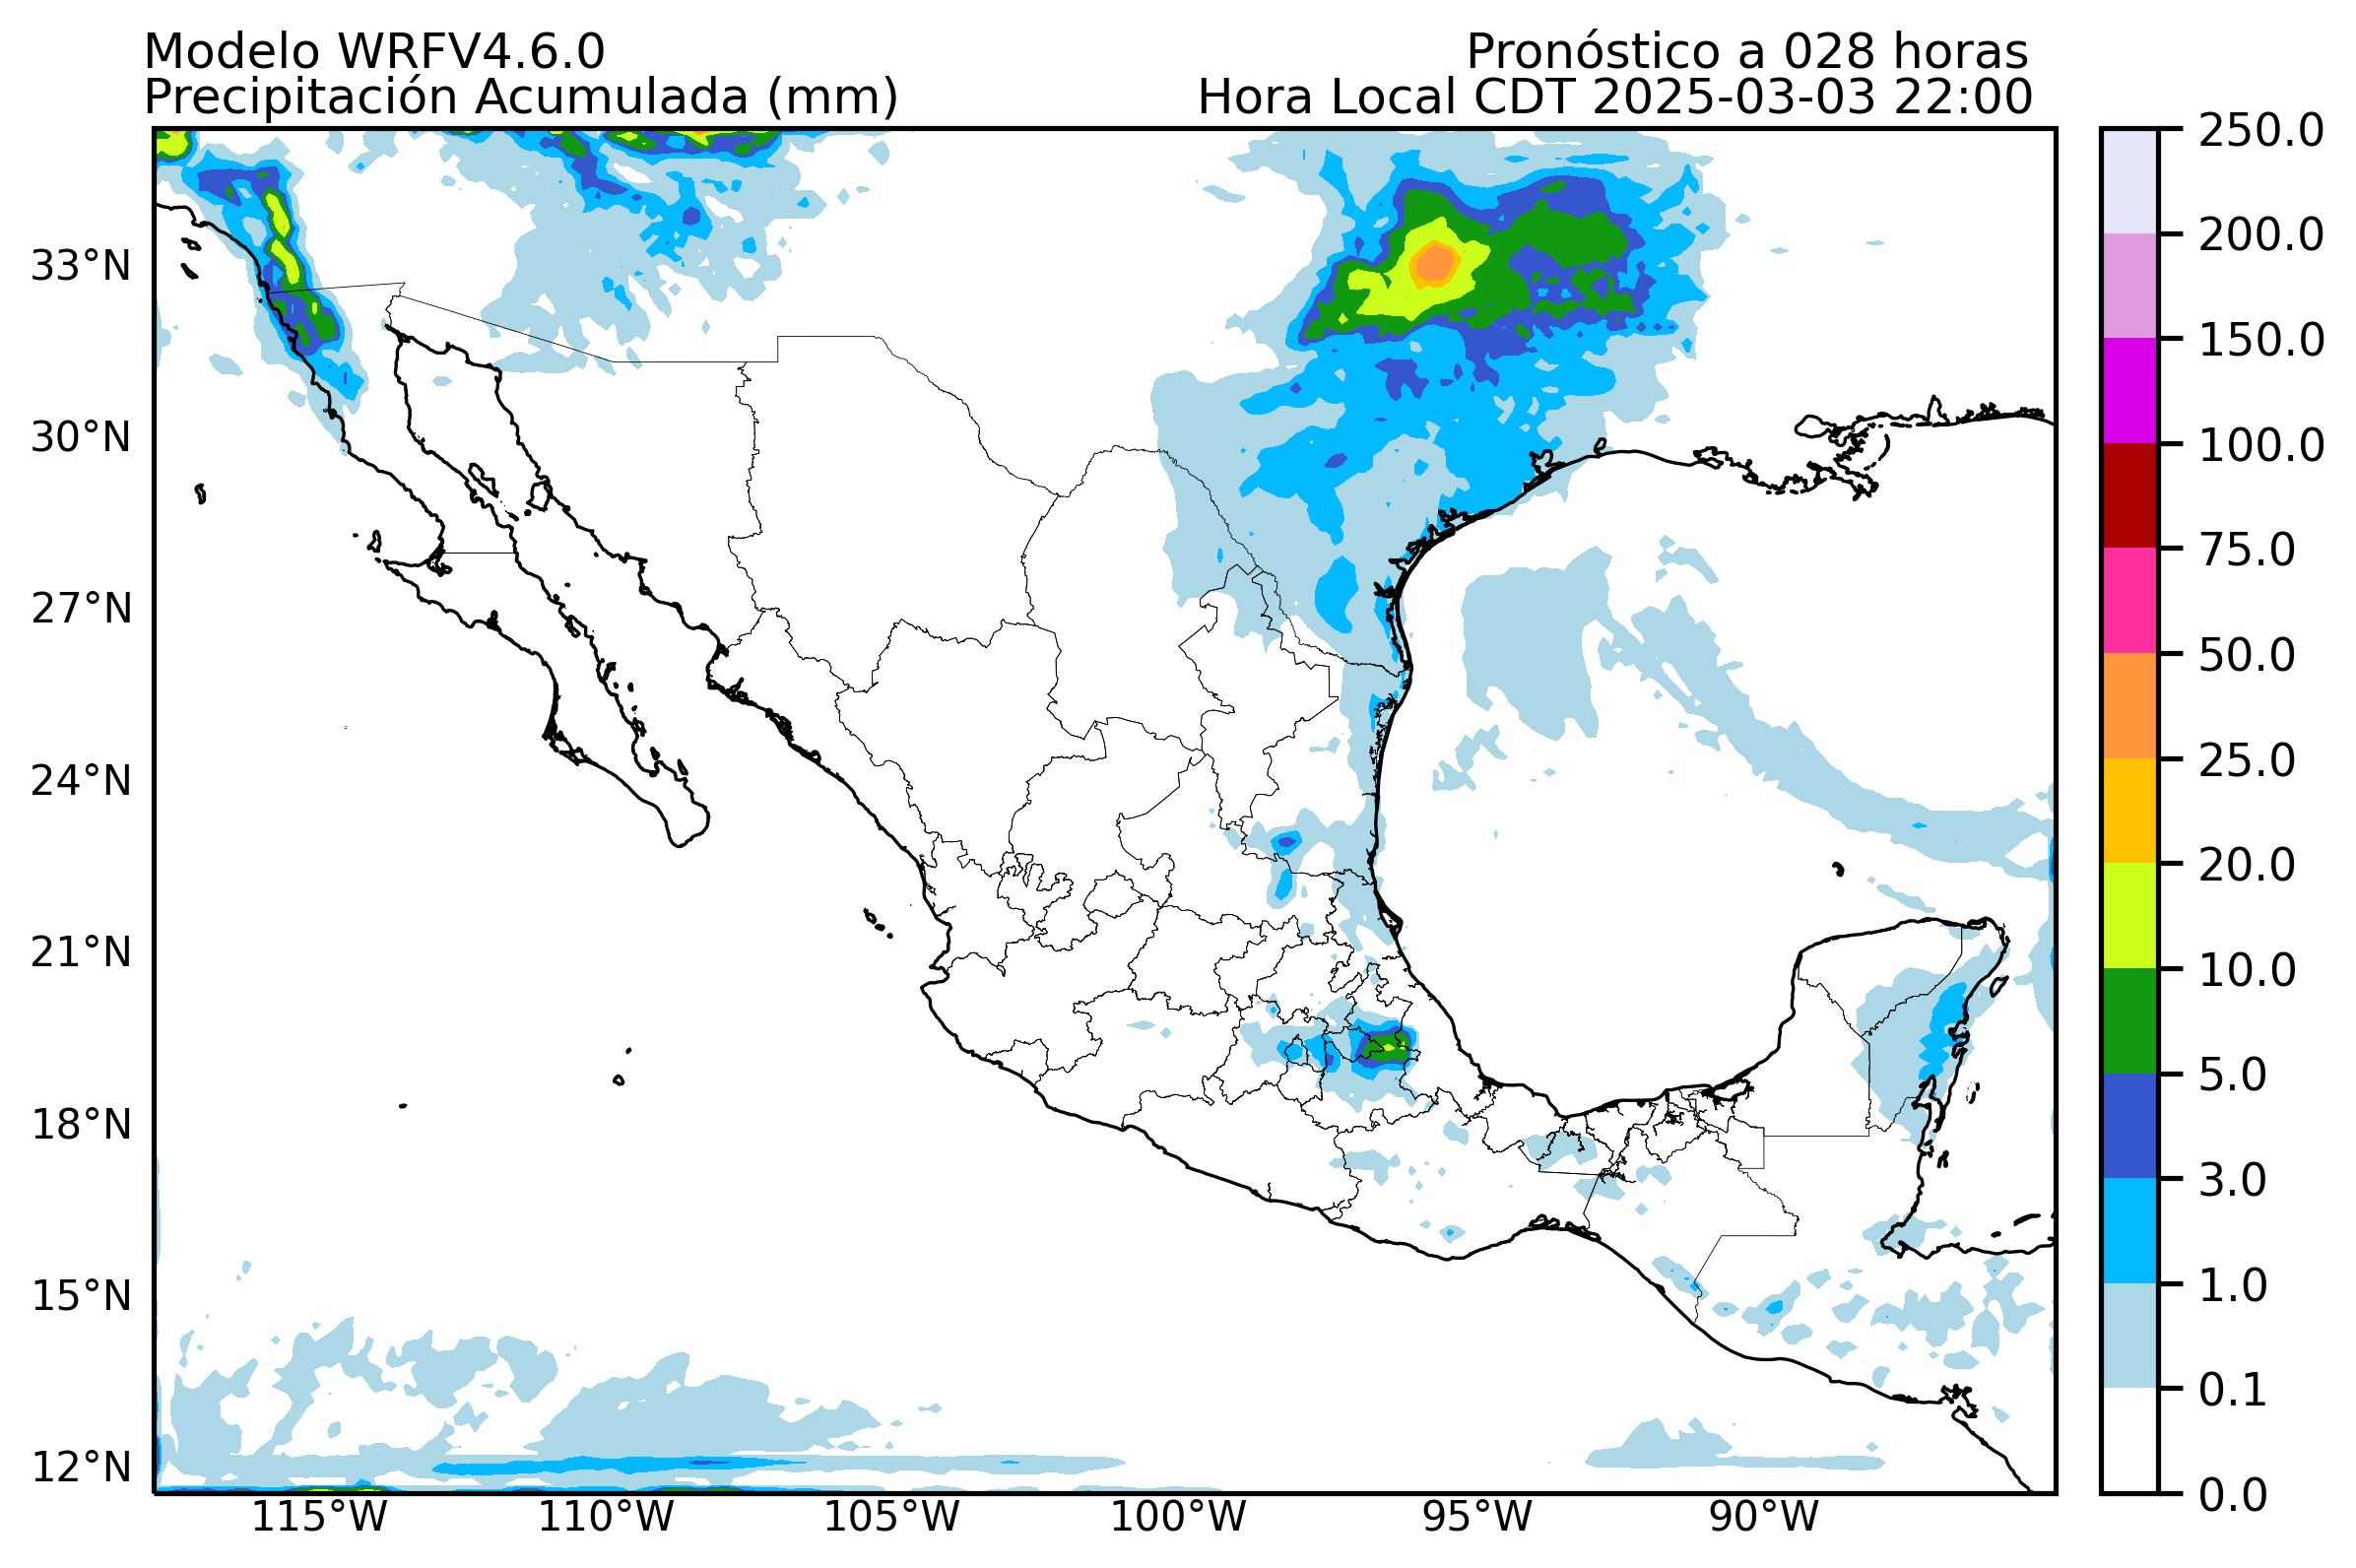 Modelo WRFV4.6.0
Precipitación Acumulada (mm)
Pronóstico a 028 horas
Hora Local CDT 2025-03-03 22:00
33°N
30°N
27°N
24°N
21°N
18°N
15°N
12°N
115°W
110°W
105°W
100°W
95°W
90°W
250.0
200.0
150.0
100.0
75.0
50.0
25.0
20.0
10.0
5.0
3.0
1.0
0.1
0.0